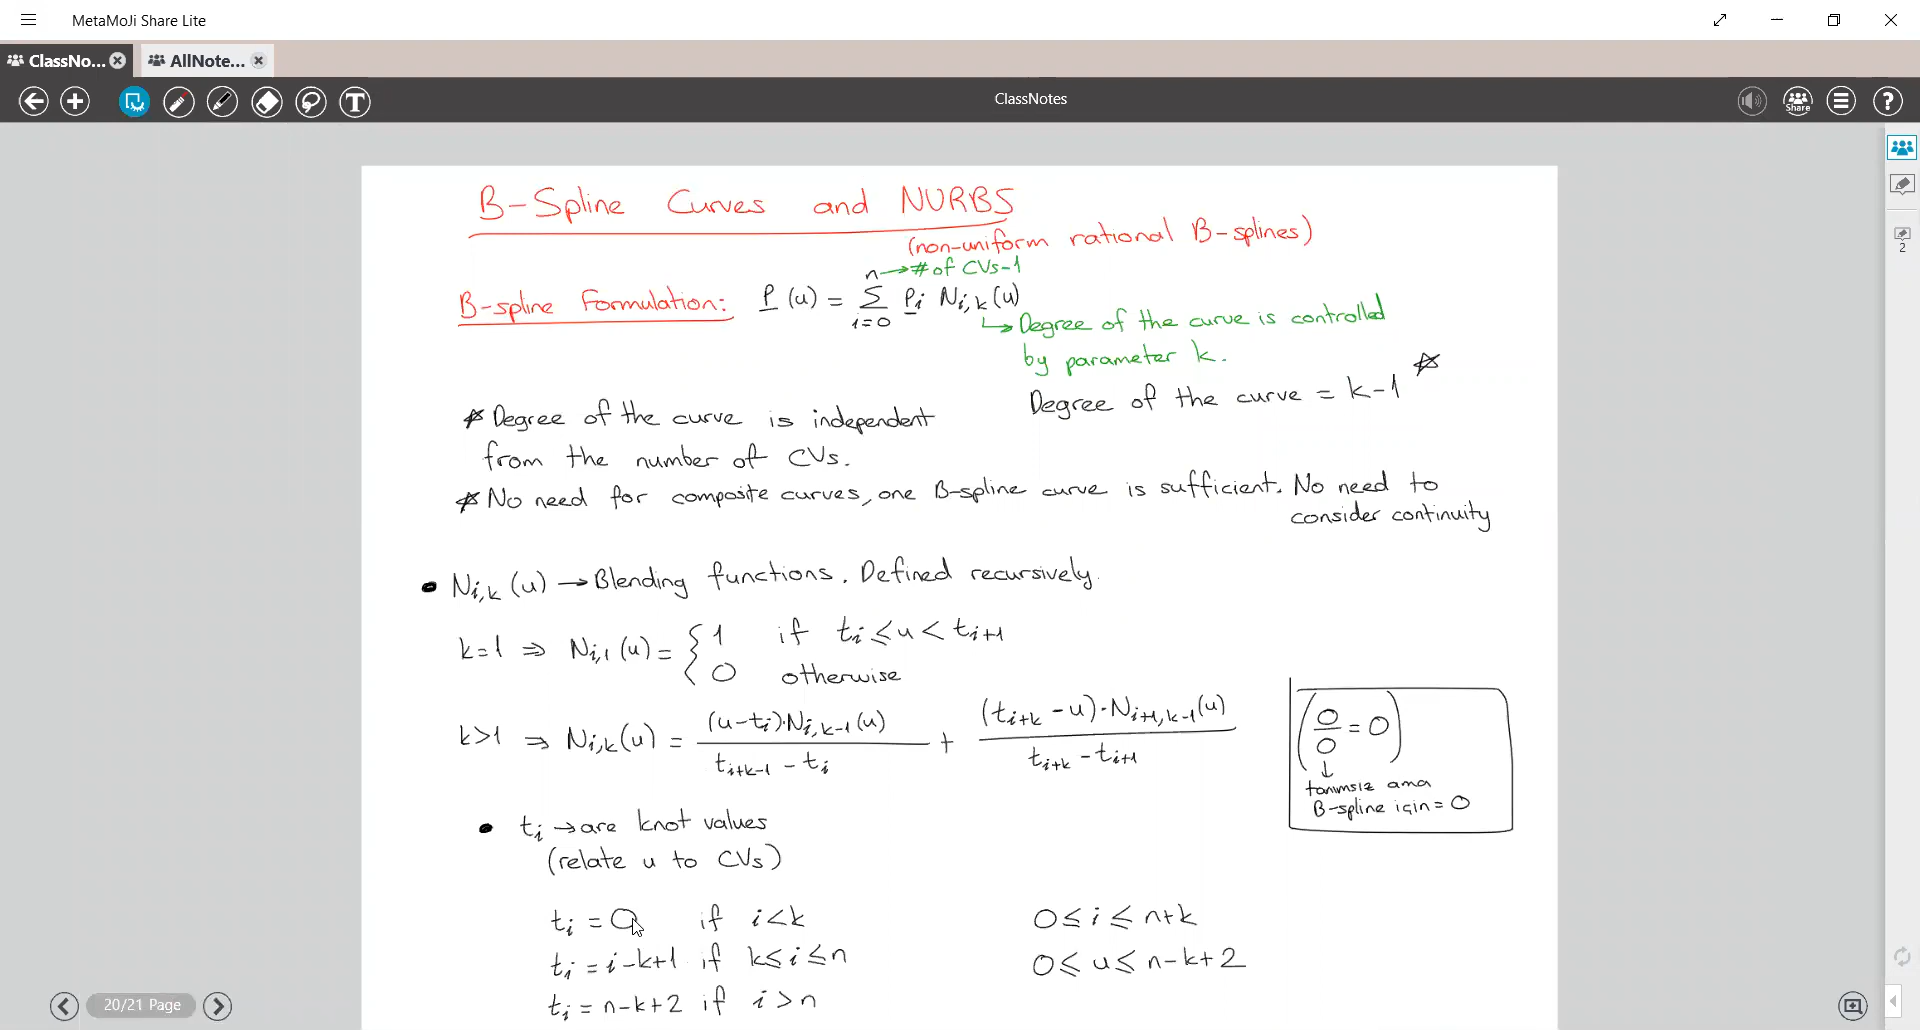 MetaMoJi Share Lite
ClassNo...
AllNote...
ClassNotes
Share
2
B-Spline Curves and NURBS
(non-uniform rational B-splines)
n → # of CVs-1
B-spline Formulation: P(u) = Σ Pi Ni,k(u)
i=0
↳ Degree of the curve is controlled
by parameter k.
Degree of the curve = k-1 ☆
☆ Degree of the curve is independent
from the number of CVs.
☆ No need for composite curves, one B-spline curve is sufficient. No need to
consider continuity
• Ni,k (u) → Blending functions. Defined recursively.
k=1 ⇒ Ni,1 (u) = { 1 if ti ≤ u < ti+1
0 otherwise
k>1 ⇒ Ni,k(u) = (u-ti)·Ni,k-1(u) / ti+k-1 - ti + (ti+k -u)·Ni+1,k-1(u) / ti+k - ti+1
(0/0 = 0)
↓
tanımsız ama
B-spline için = 0
• ti → are knot values
(relate u to CVs)
ti = 0 if i<k 0 ≤ i ≤ n+k
ti = i-k+1 if k≤i≤n 0 ≤ u ≤ n-k+2
ti = n-k+2 if i>n
20/21 Page